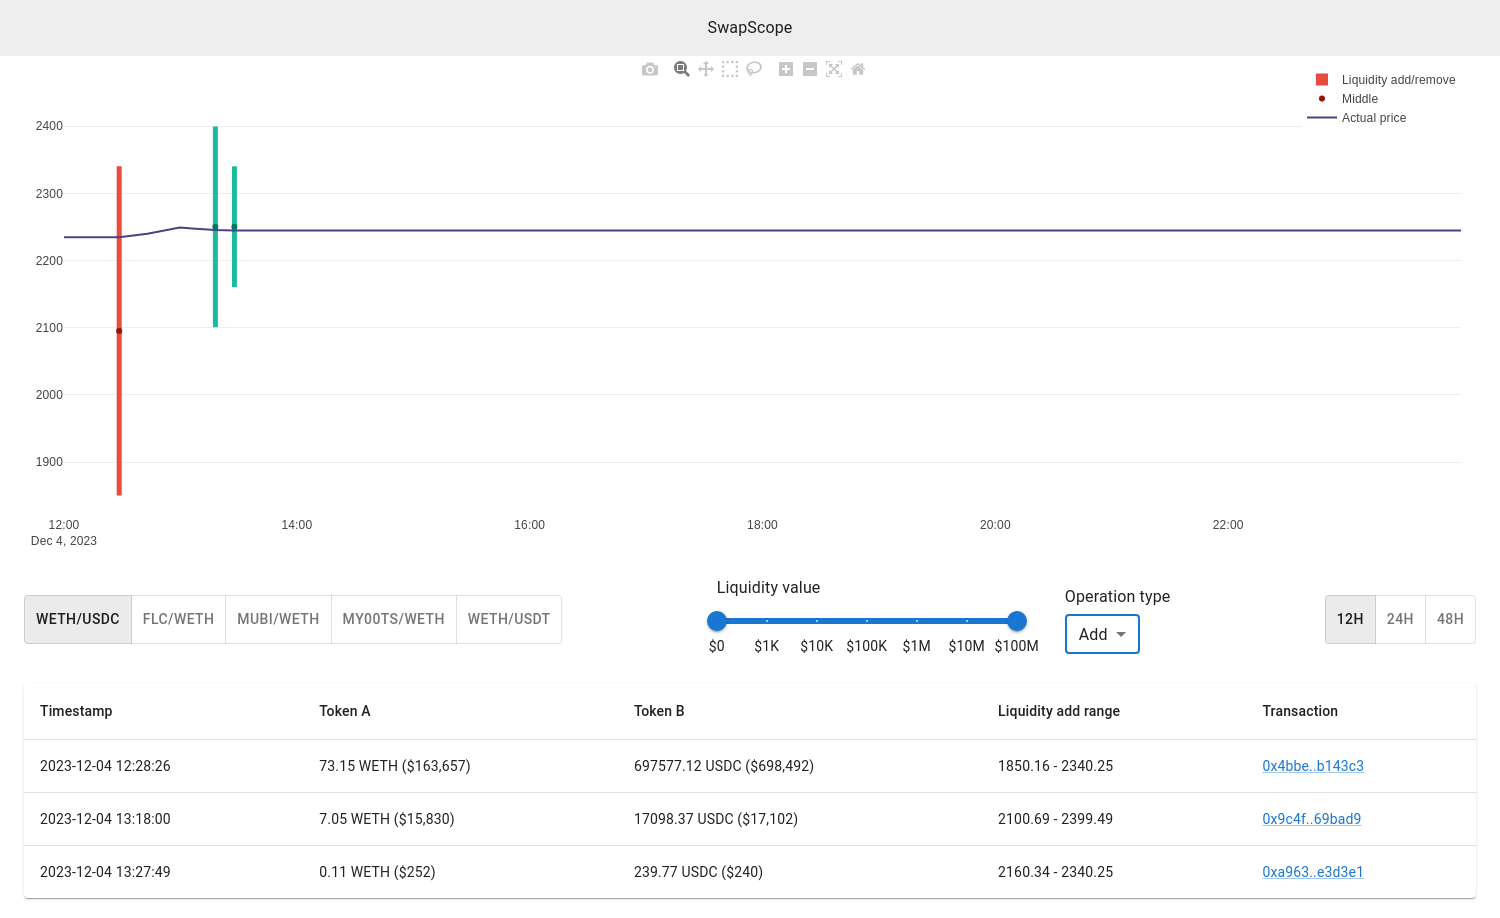 SwapScope
Liquidity add/remove
Middle
Actual price
2400
2300
2200
2100
2000
1900
12:00 14:00 16:00 18:00 20:00 22:00
Dec 4, 2023
Liquidity value
Operation type
WETH/USDC FLC/WETH MUBI/WETH MY00TS/WETH WETH/USDT
Add
12H 24H 48H
$0 $1K $10K $100K $1M $10M $100M
Timestamp Token A Token B Liquidity add range Transaction
2023-12-04 12:28:26 73.15 WETH ($163,657) 697577.12 USDC ($698,492) 1850.16 - 2340.25 0x4bbe..b143c3
2023-12-04 13:18:00 7.05 WETH ($15,830) 17098.37 USDC ($17,102) 2100.69 - 2399.49 0x9c4f..69bad9
2023-12-04 13:27:49 0.11 WETH ($252) 239.77 USDC ($240) 2160.34 - 2340.25 0xa963..e3d3e1